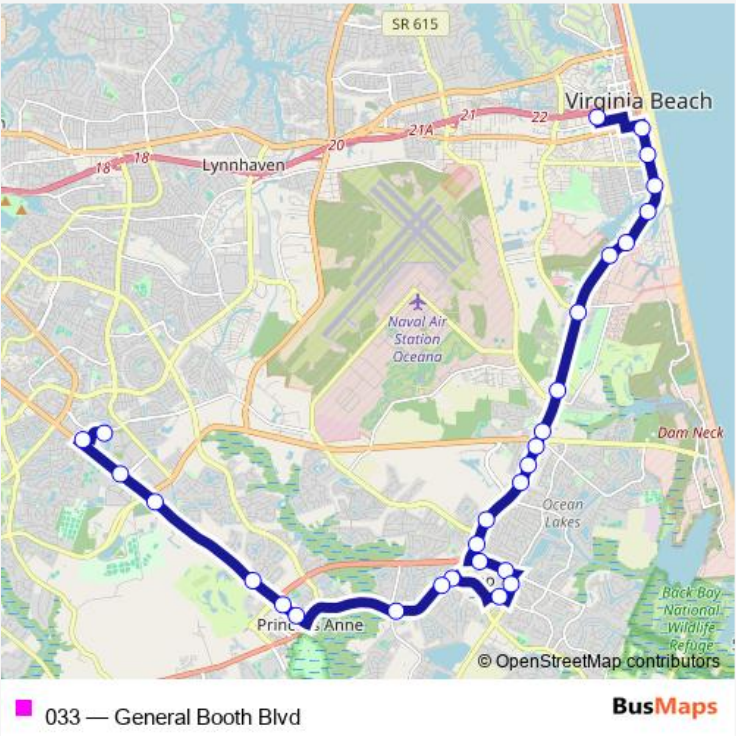 SR 615
Virginia Beach
21
22
21A
20
18
18
Lynnhaven
Naval Air
Station
Oceana
Dam Neck
Ocean
Lakes
Back Bay
National
Wildlife
Refuge
Anne
© OpenStreetMap contributors
033 — General Booth Blvd
BusMaps